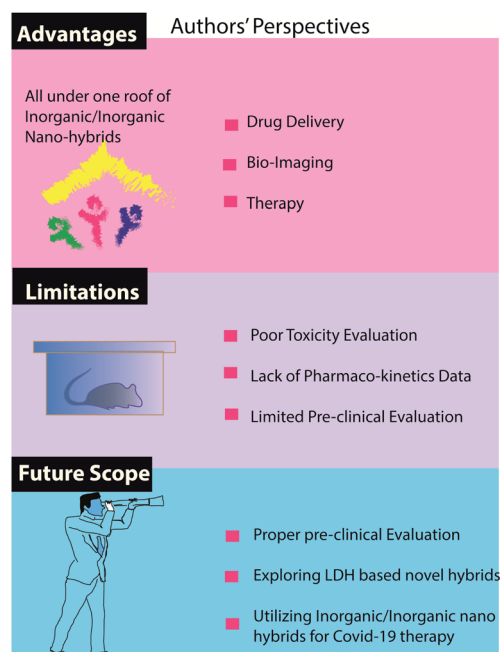 Authors' Perspectives
Advantages
All under one roof of
Inorganic/Inorganic
Nano-hybrids
Drug Delivery
Bio-Imaging
Therapy
Limitations
Poor Toxicity Evaluation
Lack of Pharmaco-kinetics Data
Limited Pre-clinical Evaluation
Future Scope
Proper pre-clinical Evaluation
Exploring LDH based novel hybrids
Utilizing Inorganic/Inorganic nano
hybrids for Covid-19 therapy